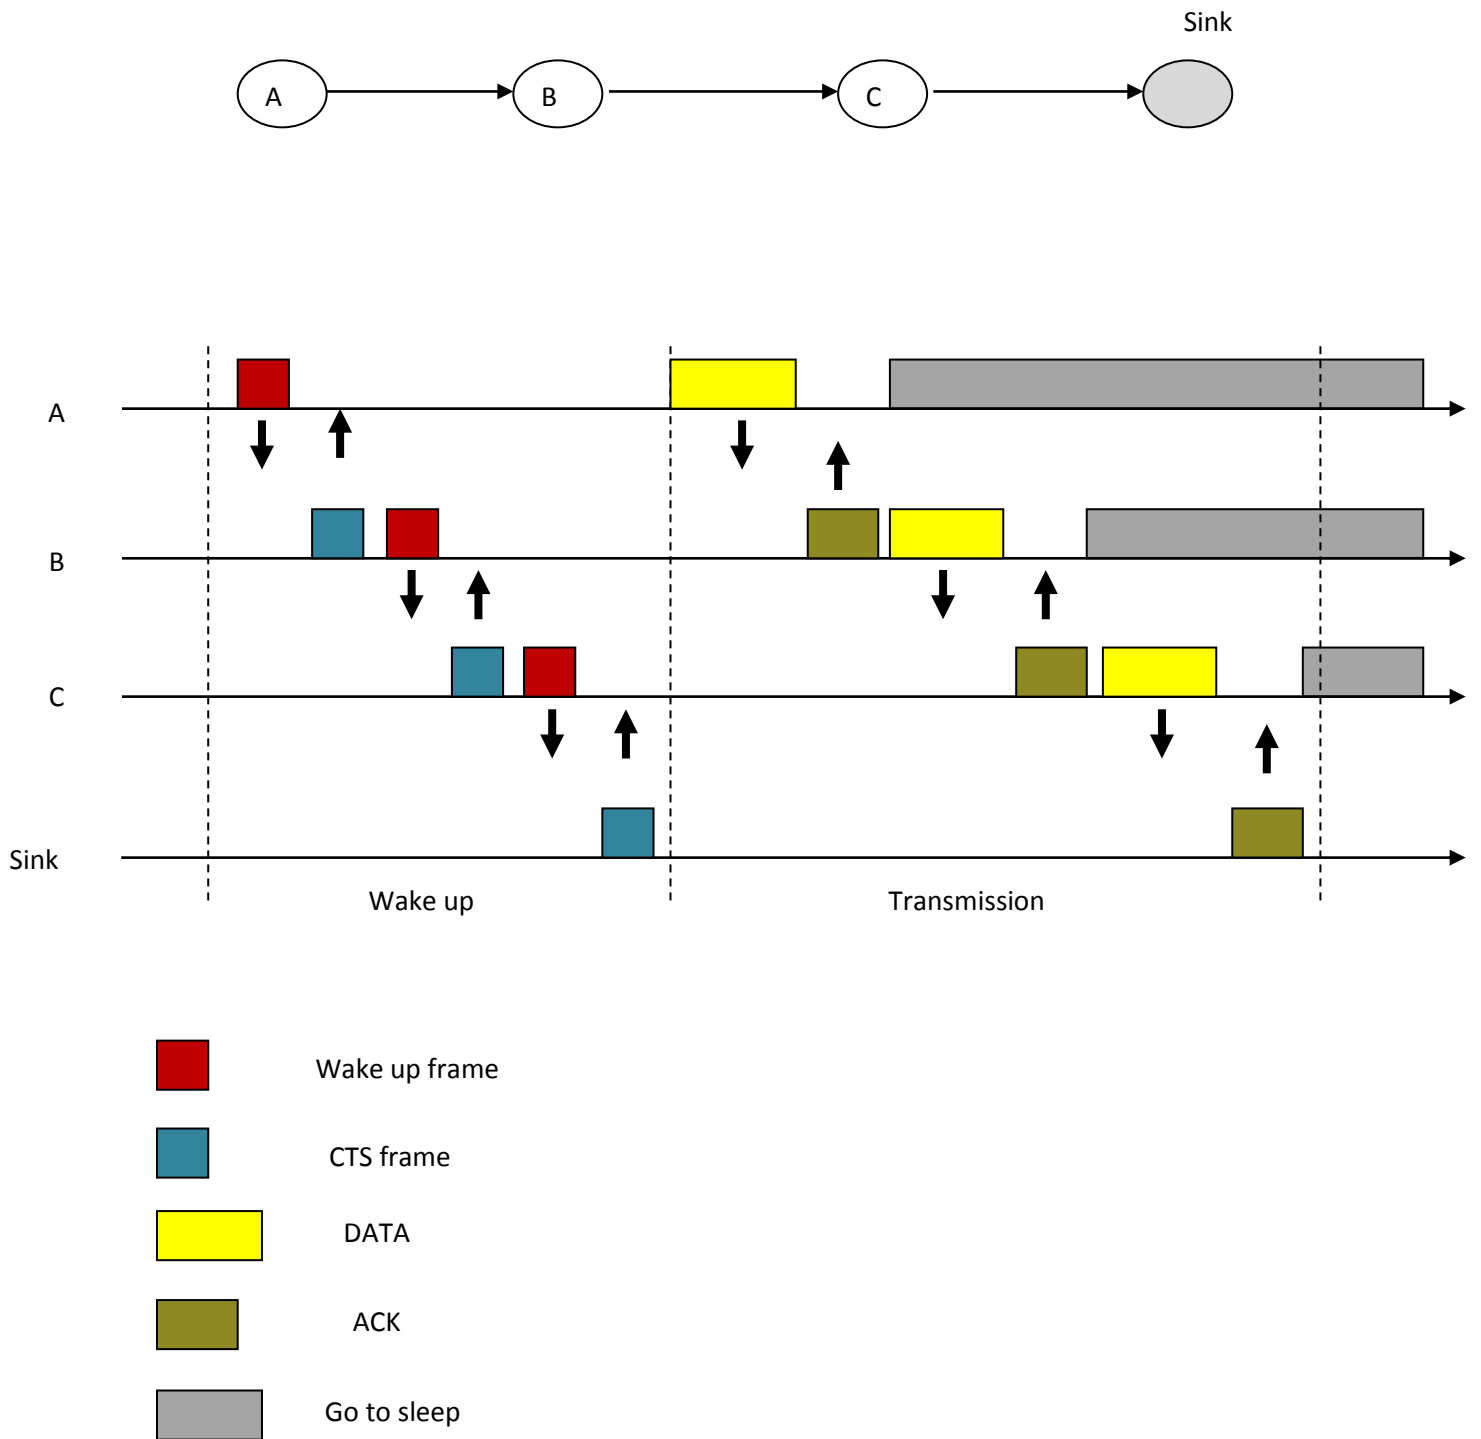 Sink
A
B
C
A
B
C
Sink
Wake up
Transmission
Wake up frame
CTS frame
DATA
ACK
Go to sleep